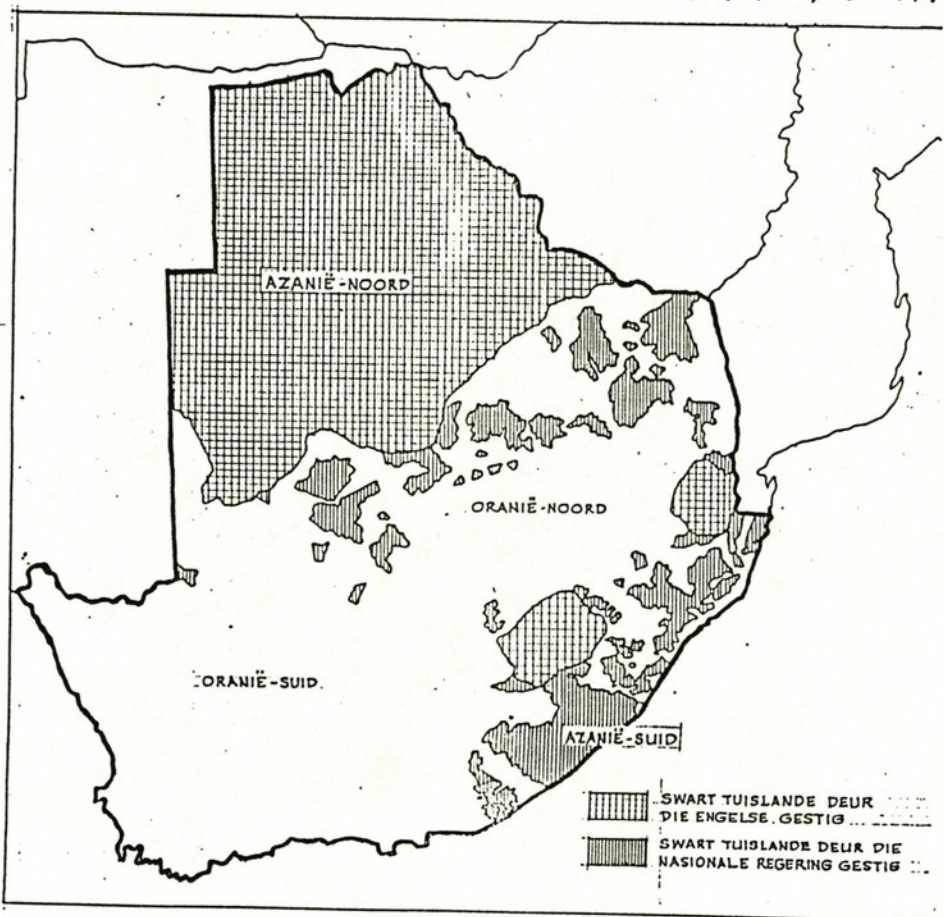 AZANIË-NOORD
ORANIË-NOORD
ORANIË-SUID.
AZANIË-SUID
SWART TUISLANDE DEUR
DIE ENGELSE. GESTIG
SWART TUISLANDE DEUR DIE
NASIONALE REGERING GESTIG